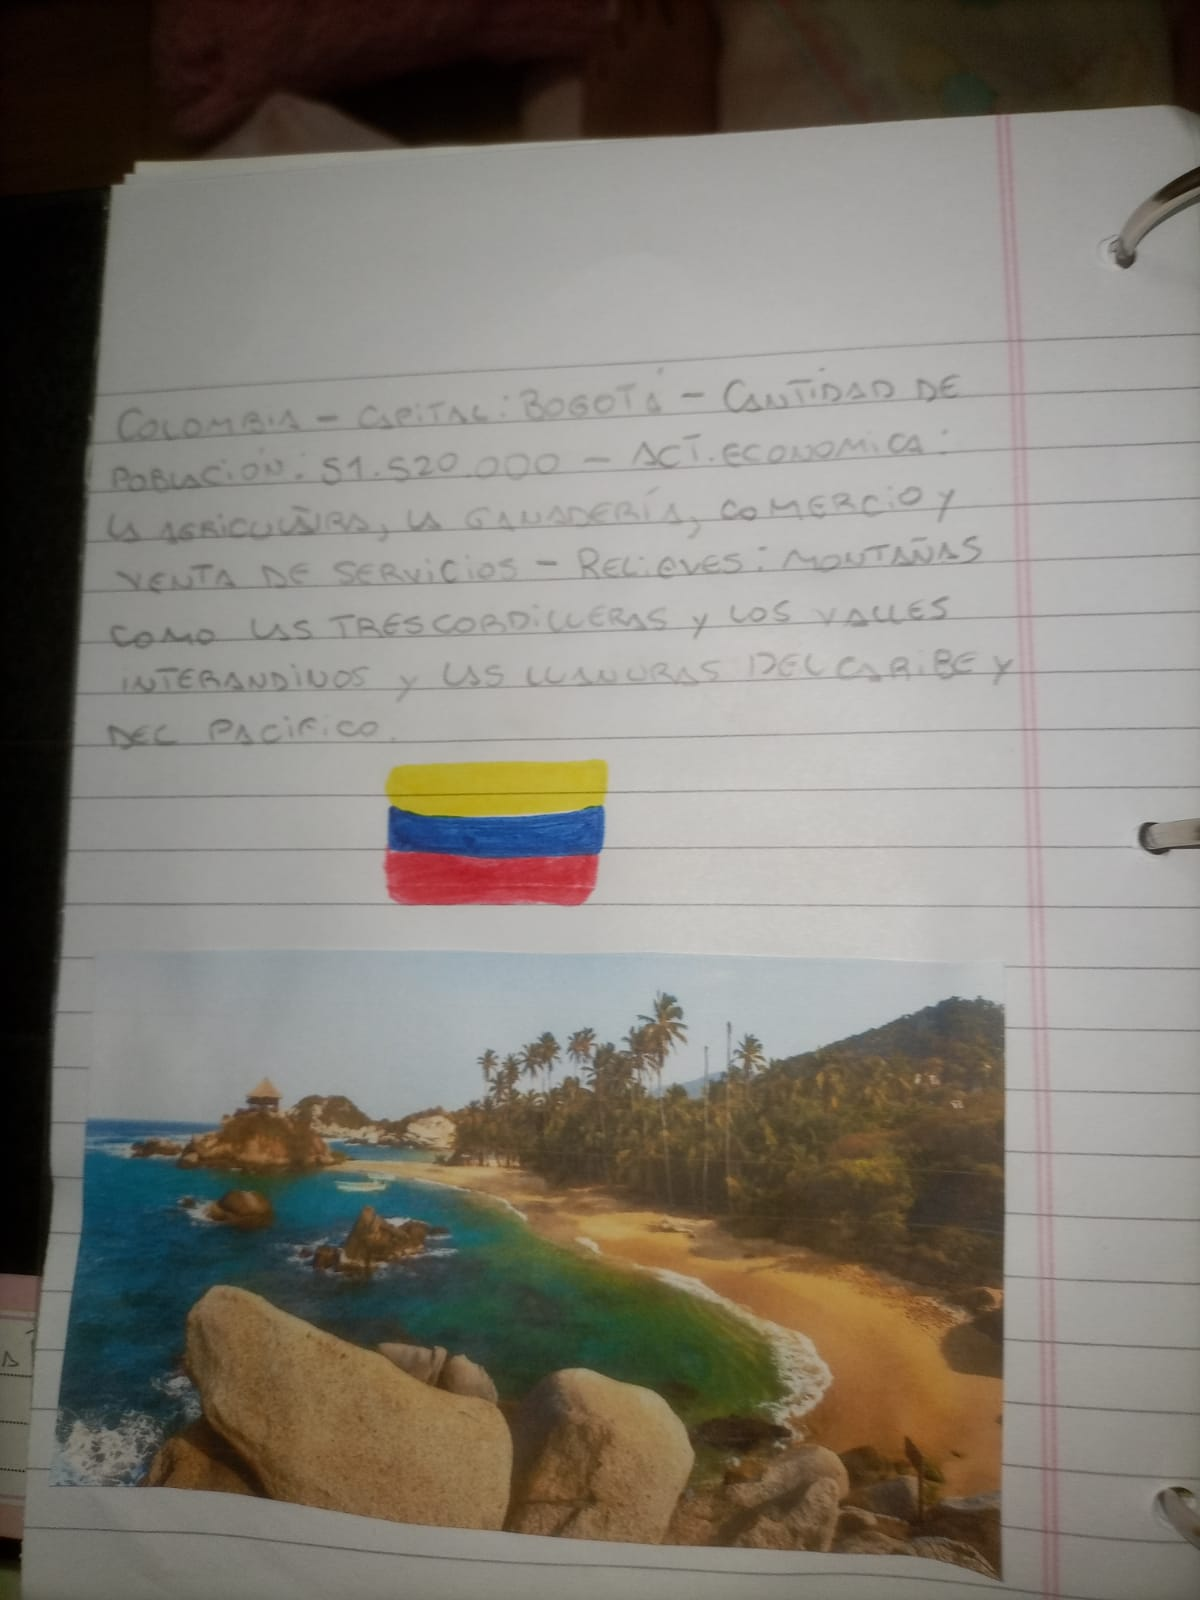 COLOMBIA - CAPITAL: BOGOTÁ - CANTIDAD DE
POBLACIÓN: 51.520.000 - ACT. ECONOMICA:
LA AGRICULTURA, LA GANADERÍA, COMERCIO Y
VENTA DE SERVICIOS - RELIEVES: MONTAÑAS
COMO LAS TRES CORDILLERAS Y LOS VALLES
INTERANDINOS Y LAS LLANURAS DEL CARIBE Y
DEL PACIFICO.